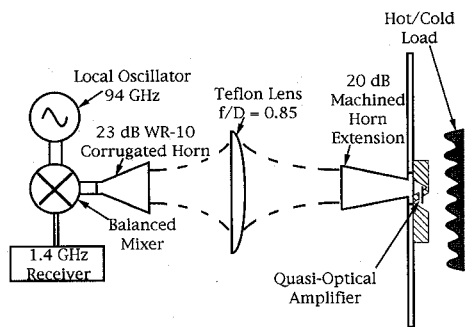 Hot/Cold
Load
Local Oscillator
94 GHz
Teflon Lens
f/D = 0.85
20 dB
Machined
Horn
Extension
23 dB WR-10
Corrugated Horn
Balanced
Mixer
1.4 GHz
Receiver
Quasi-Optical
Amplifier